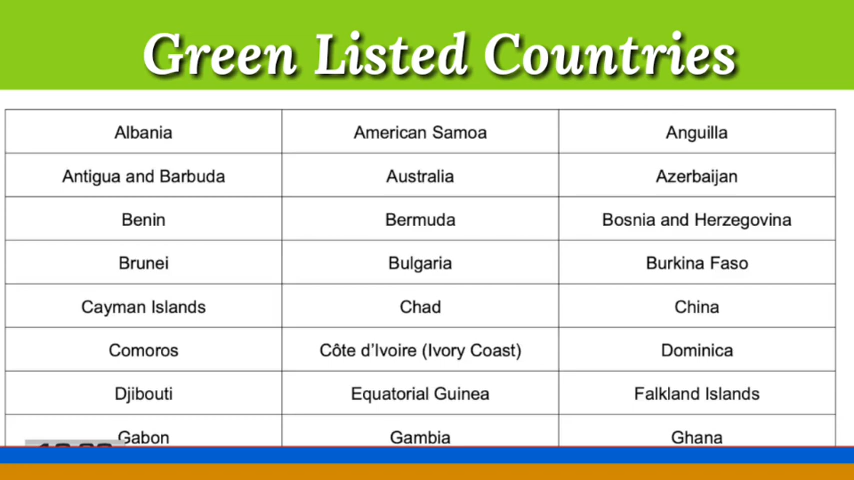 Green Listed Countries
Albania American Samoa Anguilla
Antigua and Barbuda Australia Azerbaijan
Benin Bermuda Bosnia and Herzegovina
Brunei Bulgaria Burkina Faso
Cayman Islands Chad China
Comoros Côte d'Ivoire (Ivory Coast) Dominica
Djibouti Equatorial Guinea Falkland Islands
Gabon Gambia Ghana